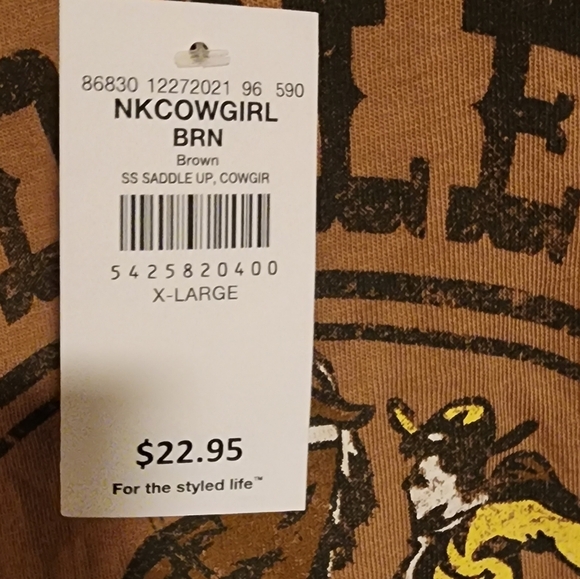 86830 12272021 96 590
NKCOWGIRL
BRN
Brown
SS SADDLE UP, COWGIR
5425820400
X-LARGE
$22.95
For the styled life™